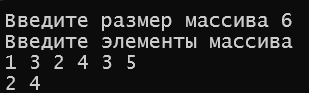 Введите размер массива 6
Введите элементы массива
1 3 2 4 3 5
2 4